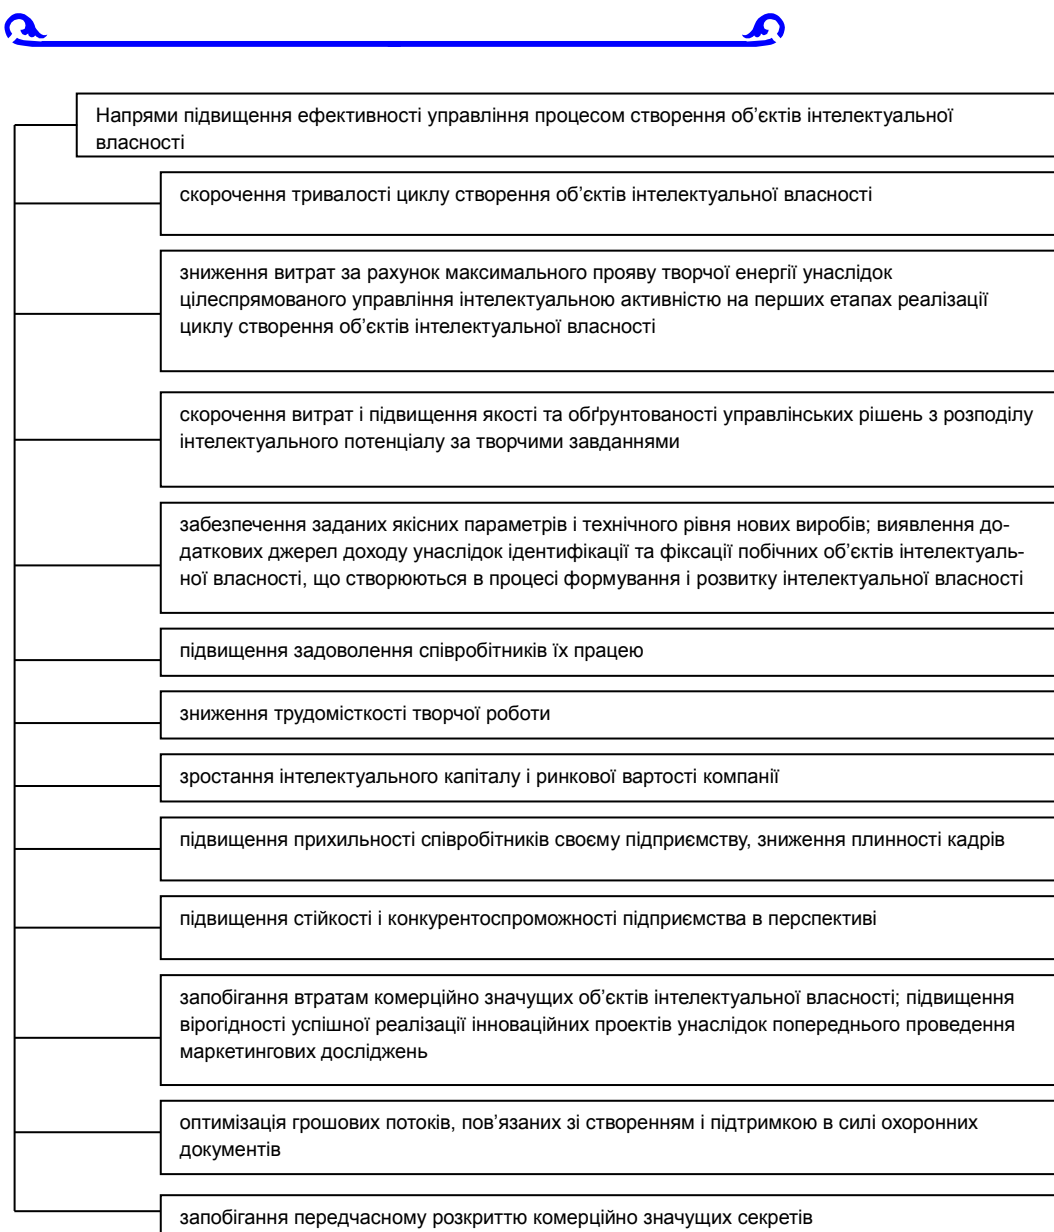 Напрями підвищення ефективності управління процесом створення об’єктів інтелектуальної
власності
скорочення тривалості циклу створення об’єктів інтелектуальної власності
зниження витрат за рахунок максимального прояву творчої енергії унаслідок
цілеспрямованого управління інтелектуальною активністю на перших етапах реалізації
циклу створення об’єктів інтелектуальної власності
скорочення витрат і підвищення якості та обґрунтованості управлінських рішень з розподілу
інтелектуального потенціалу за творчими завданнями
забезпечення заданих якісних параметрів і технічного рівня нових виробів; виявлення до-
даткових джерел доходу унаслідок ідентифікації та фіксації побічних об’єктів інтелектуаль-
ної власності, що створюються в процесі формування і розвитку інтелектуальної власності
підвищення задоволення співробітників їх працею
зниження трудомісткості творчої роботи
зростання інтелектуального капіталу і ринкової вартості компанії
підвищення прихильності співробітників своєму підприємству, зниження плинності кадрів
підвищення стійкості і конкурентоспроможності підприємства в перспективі
запобігання втратам комерційно значущих об’єктів інтелектуальної власності; підвищення
вірогідності успішної реалізації інноваційних проектів унаслідок попереднього проведення
маркетингових досліджень
оптимізація грошових потоків, пов’язаних зі створенням і підтримкою в силі охоронних
документів
запобігання передчасному розкриттю комерційно значущих секретів